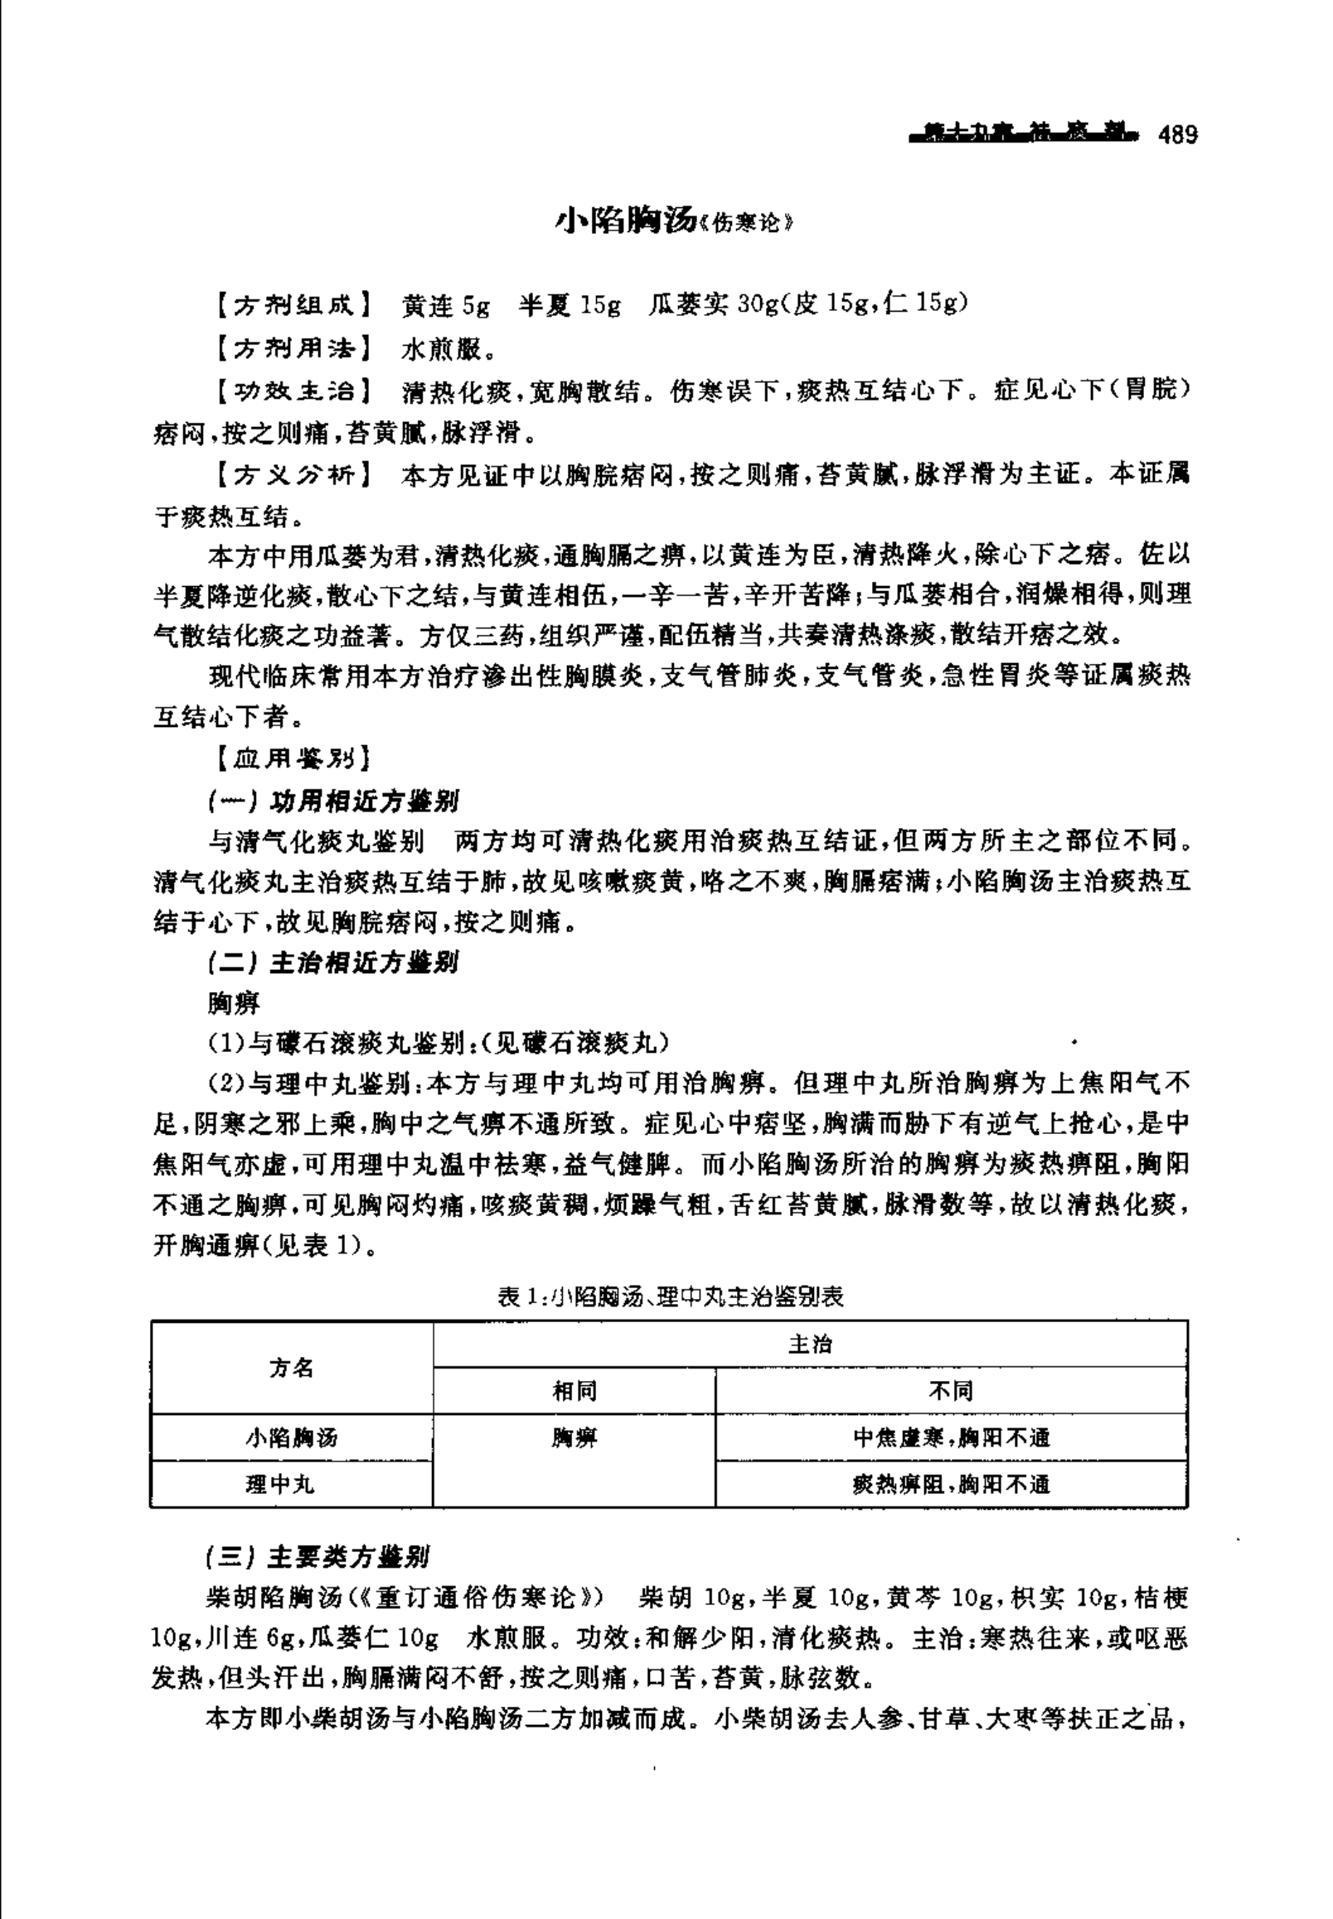 第十九章 祛痰剂 489
小陷胸汤《伤寒论》
【方剂组成】 黄连 5g 半夏 15g 瓜蒌实 30g(皮 15g,仁 15g)
【方剂用法】 水煎服。
【功效主治】 清热化痰,宽胸散结。伤寒误下,痰热互结心下。症见心下(胃脘)
痞闷,按之则痛,苔黄腻,脉浮滑。
【方义分析】 本方见证中以胸脘痞闷,按之则痛,苔黄腻,脉浮滑为主证。本证属
于痰热互结。
本方中用瓜蒌为君,清热化痰,通胸膈之痹,以黄连为臣,清热降火,除心下之痞。佐以
半夏降逆化痰,散心下之结,与黄连相伍,一辛一苦,辛开苦降;与瓜蒌相合,润燥相得,则理
气散结化痰之功益著。方仅三药,组织严谨,配伍精当,共奏清热涤痰,散结开痞之效。
现代临床常用本方治疗渗出性胸膜炎,支气管肺炎,支气管炎,急性胃炎等证属痰热
互结心下者。
【应用鉴别】
(一) 功用相近方鉴别
与清气化痰丸鉴别 两方均可清热化痰用治痰热互结证,但两方所主之部位不同。
清气化痰丸主治痰热互结于肺,故见咳嗽痰黄,咯之不爽,胸膈痞满;小陷胸汤主治痰热互
结于心下,故见胸脘痞闷,按之则痛。
(二) 主治相近方鉴别
胸痹
(1)与礞石滚痰丸鉴别:(见礞石滚痰丸)
(2)与理中丸鉴别:本方与理中丸均可用治胸痹。但理中丸所治胸痹为上焦阳气不
足,阴寒之邪上乘,胸中之气痹不通所致。症见心中痞坚,胸满而胁下有逆气上抢心,是中
焦阳气亦虚,可用理中丸温中祛寒,益气健脾。而小陷胸汤所治的胸痹为痰热痹阻,胸阳
不通之胸痹,可见胸闷灼痛,咳痰黄稠,烦躁气粗,舌红苔黄腻,脉滑数等,故以清热化痰,
开胸通痹(见表 1)。
表 1:小陷胸汤、理中丸主治鉴别表
方名 主治
相同 不同
小陷胸汤 胸痹 中焦虚寒,胸阳不通
理中丸 痰热痹阻,胸阳不通
(三) 主要类方鉴别
柴胡陷胸汤(《重订通俗伤寒论》) 柴胡 10g,半夏 10g,黄芩 10g,枳实 10g,桔梗
10g,川连 6g,瓜蒌仁 10g 水煎服。功效:和解少阳,清化痰热。主治:寒热往来,或呕恶
发热,但头汗出,胸膈满闷不舒,按之则痛,口苦,苔黄,脉弦数。
本方即小柴胡汤与小陷胸汤二方加减而成。小柴胡汤去人参、甘草、大枣等扶正之品,